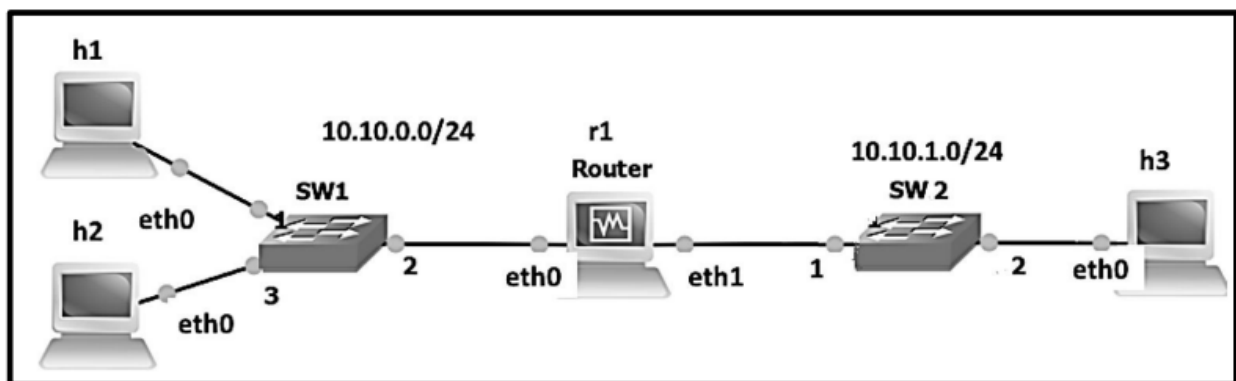 h1
10.10.0.0/24
r1
Router
10.10.1.0/24
h3
SW1
SW 2
1
eth0
h2
2
eth0
eth1
1
2
eth0
3
eth0
1